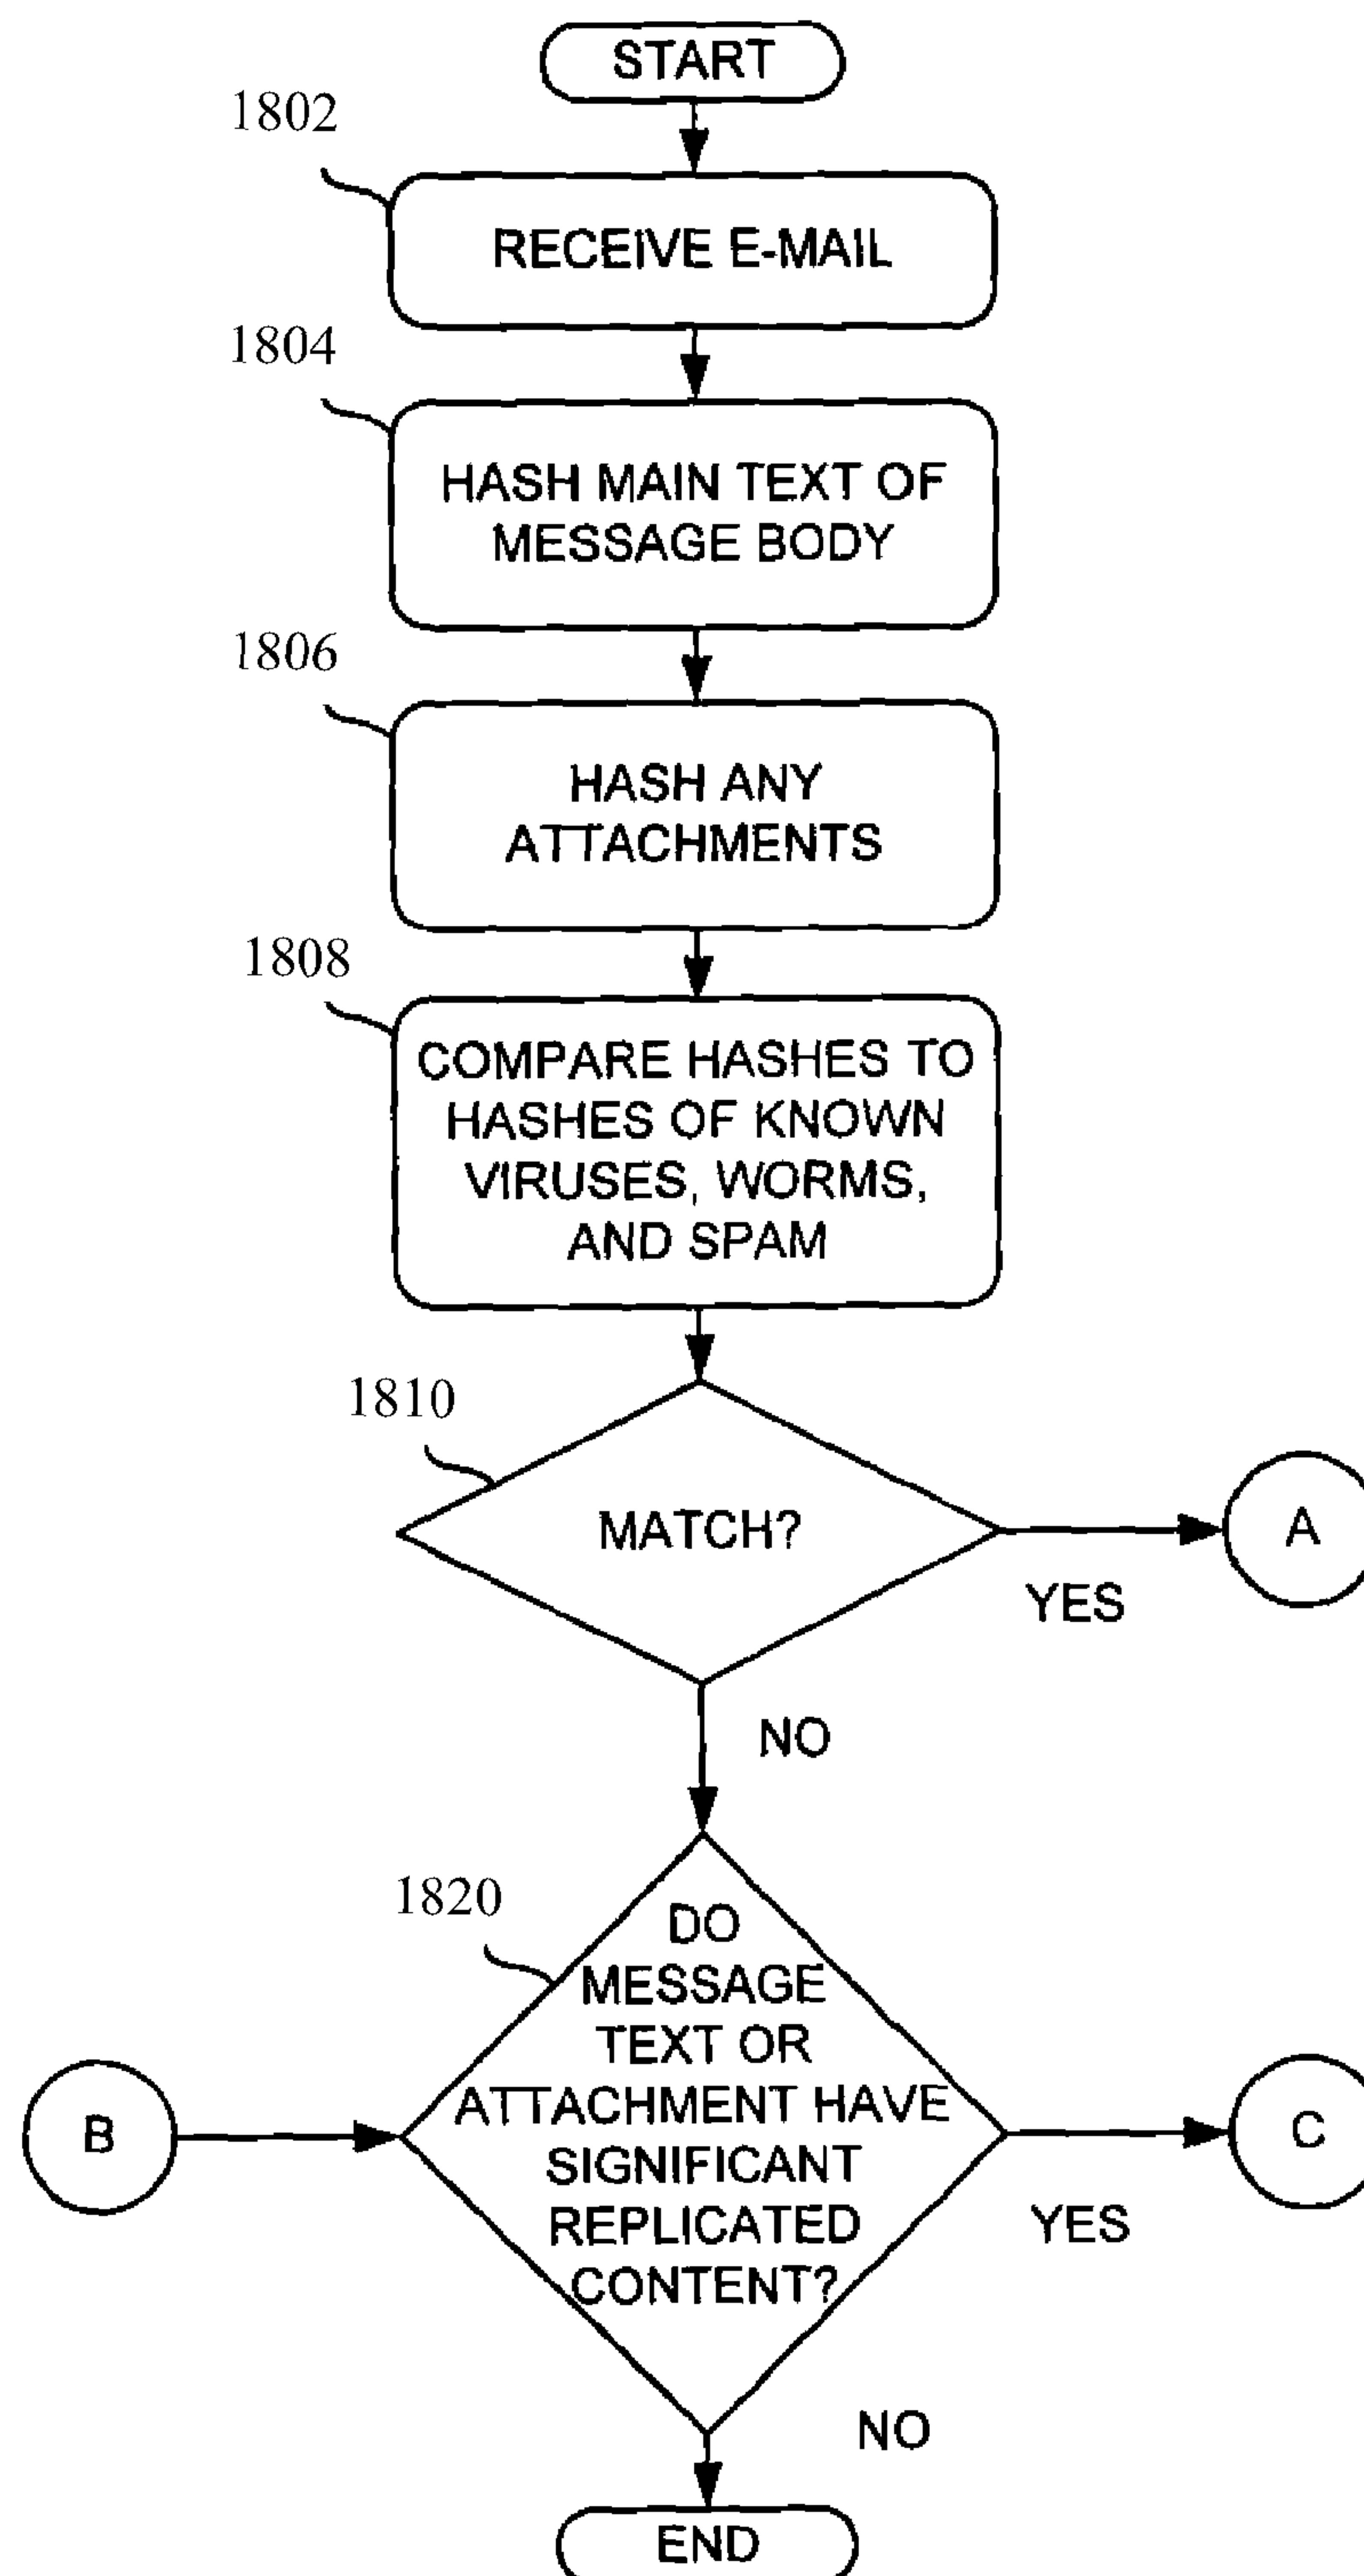 START
1802
RECEIVE E-MAIL
1804
HASH MAIN TEXT OF
MESSAGE BODY
1806
HASH ANY
ATTACHMENTS
1808
COMPARE HASHES TO
HASHES OF KNOWN
VIRUSES, WORMS,
AND SPAM
1810
MATCH?
A
YES
NO
1820
DO
MESSAGE
TEXT OR
ATTACHMENT HAVE
SIGNIFICANT
REPLICATED
CONTENT?
B
C
YES
NO
END